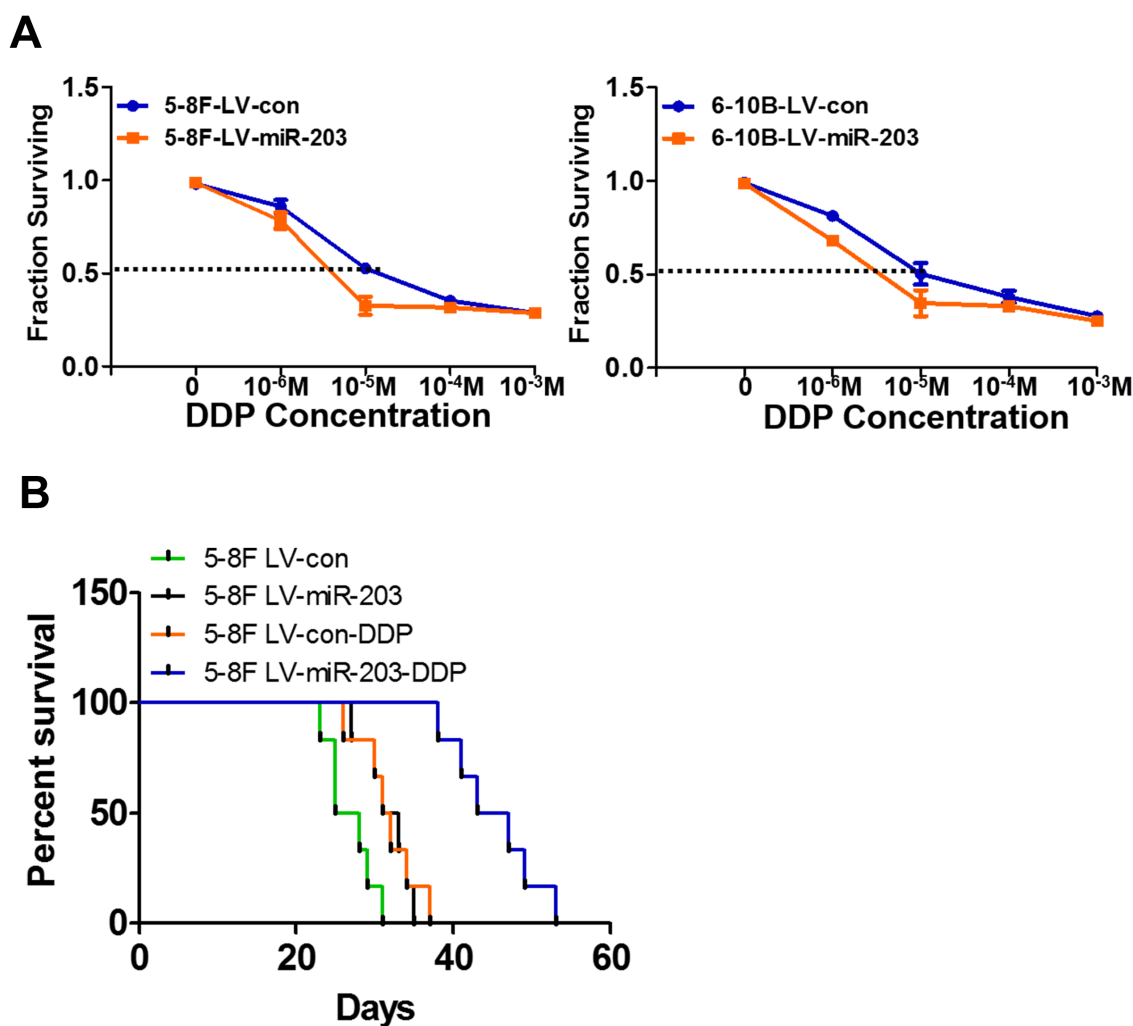 A
Fraction Surviving
1.5
1.0
0.5
0.0
5-8F-LV-con
5-8F-LV-miR-203
0 10⁻⁶M 10⁻⁵M 10⁻⁴M 10⁻³M
DDP Concentration
Fraction Surviving
1.5
1.0
0.5
0.0
6-10B-LV-con
6-10B-LV-miR-203
0 10⁻⁶M 10⁻⁵M 10⁻⁴M 10⁻³M
DDP Concentration
B
5-8F LV-con
5-8F LV-miR-203
5-8F LV-con-DDP
5-8F LV-miR-203-DDP
Percent survival
150
100
50
0
0 20 40 60
Days